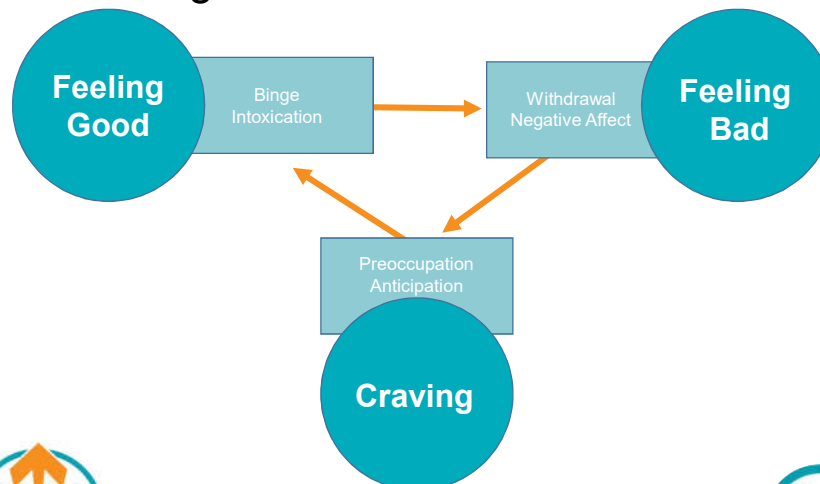 Feeling
Good
Binge
Intoxication
Withdrawal
Negative Affect
Feeling
Bad
Preoccupation
Anticipation
Craving